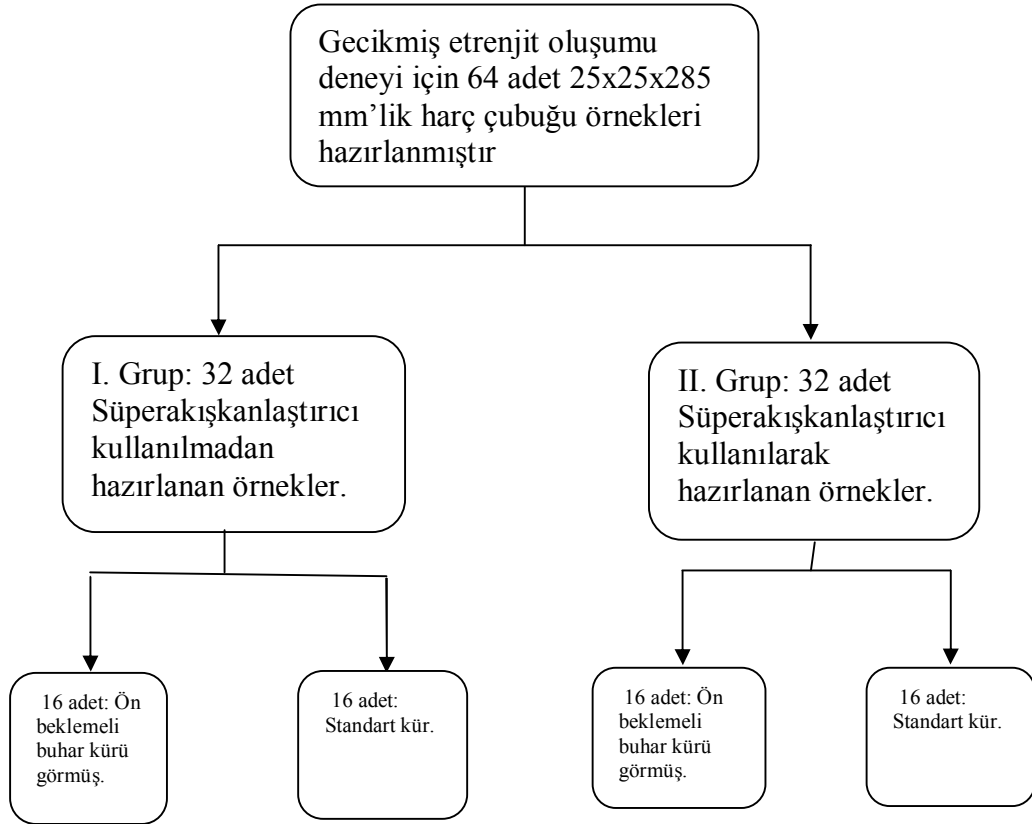 Gecikmiş etrenjit oluşumu
deneyi için 64 adet 25x25x285
mm’lik harç çubuğu örnekleri
hazırlanmıştır
I. Grup: 32 adet
Süperakışkanlaştırıcı
kullanılmadan
hazırlanan örnekler.
II. Grup: 32 adet
Süperakışkanlaştırıcı
kullanılarak
hazırlanan örnekler.
16 adet: Ön
beklemeli
buhar kürü
görmüş.
16 adet:
Standart kür.
16 adet: Ön
beklemeli
buhar kürü
görmüş.
16 adet:
Standart kür.